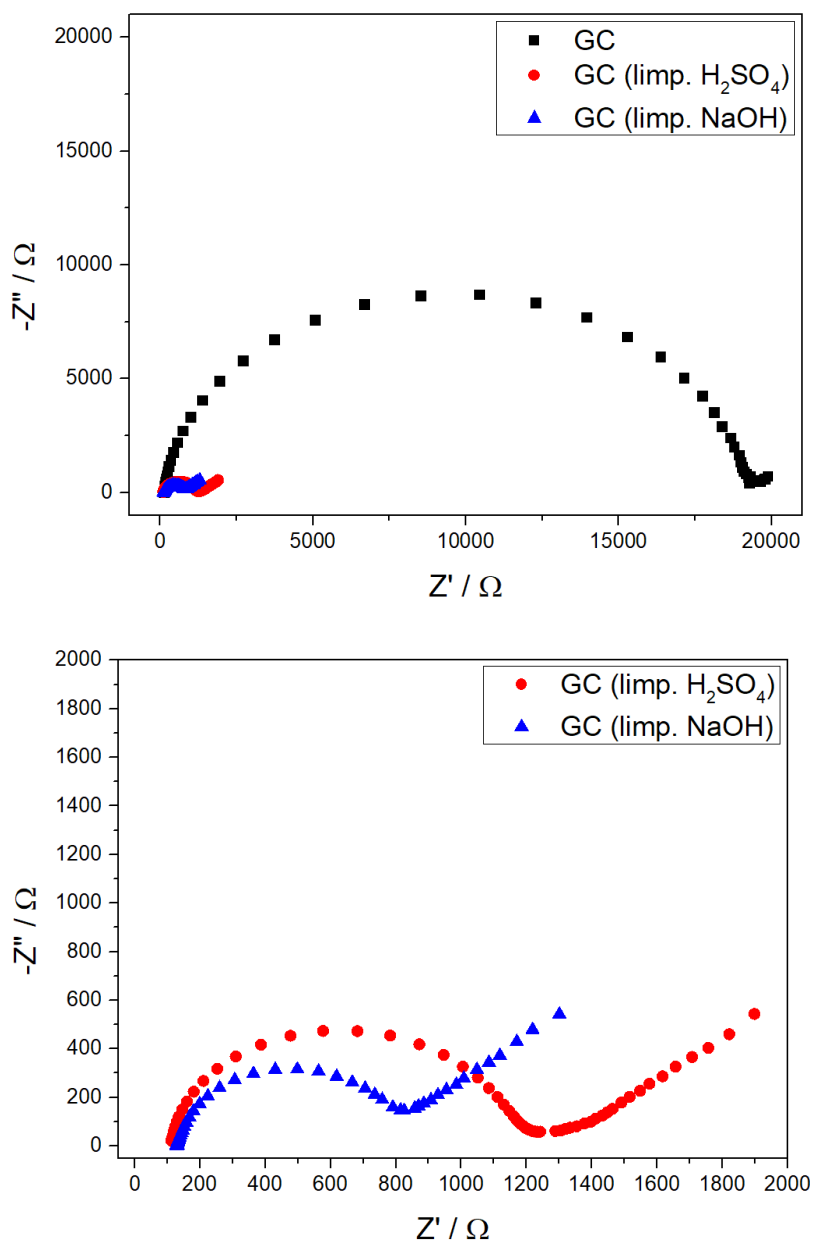 20000
15000
10000
5000
0
-Z" / Ω
GC
GC (limp. H₂SO₄)
GC (limp. NaOH)
0 5000 10000 15000 20000
Z' / Ω
2000
1800
1600
1400
1200
1000
800
600
400
200
0
-Z" / Ω
GC (limp. H₂SO₄)
GC (limp. NaOH)
0 200 400 600 800 1000 1200 1400 1600 1800 2000
Z' / Ω